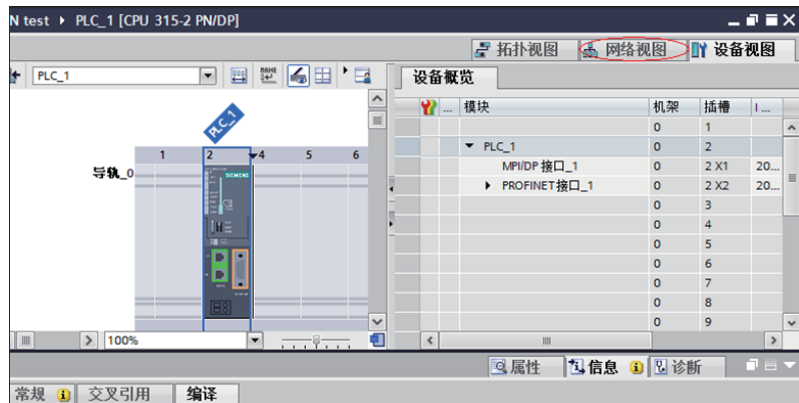 N test ▸ PLC_1 [CPU 315-2 PN/DP]
拓扑视图 网络视图 设备视图
PLC_1
设备概览
... 模块 机架 插槽 I...
0 1
PLC_1 0 2
MPI/DP 接口_1 0 2 X1 20...
PROFINET接口_1 0 2 X2 20...
0 3
0 4
0 5
0 6
0 7
0 8
0 9
PLC_1
1 2 4 5 6
导轨_0
SIEMENS
100%
属性 信息 诊断
常规 交叉引用 编译